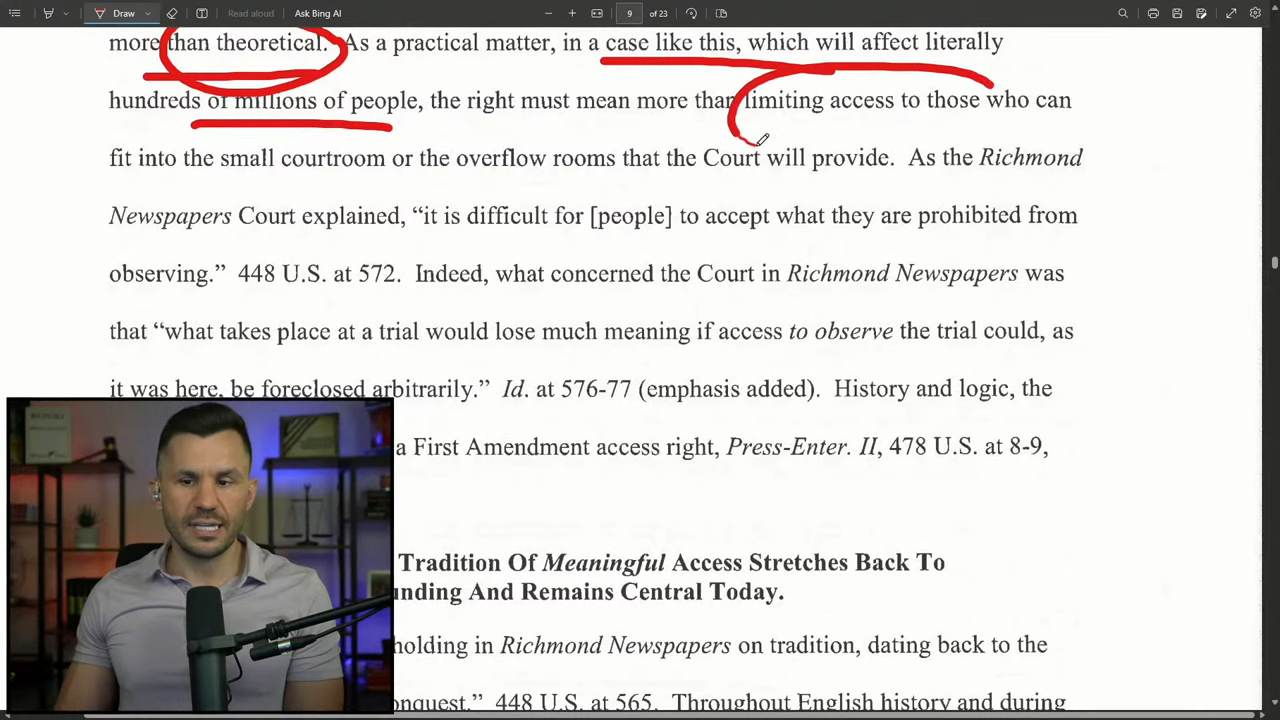 Draw
Read aloud
Ask Bing AI
9 of 23
more than theoretical. As a practical matter, in a case like this, which will affect literally
hundreds of millions of people, the right must mean more than limiting access to those who can
fit into the small courtroom or the overflow rooms that the Court will provide. As the Richmond
Newspapers Court explained, “it is difficult for [people] to accept what they are prohibited from
observing.” 448 U.S. at 572. Indeed, what concerned the Court in Richmond Newspapers was
that “what takes place at a trial would lose much meaning if access to observe the trial could, as
it was here, be foreclosed arbitrarily.” Id. at 576-77 (emphasis added). History and logic, the
a First Amendment access right, Press-Enter. II, 478 U.S. at 8-9,
Tradition Of Meaningful Access Stretches Back To
unding And Remains Central Today.
holding in Richmond Newspapers on tradition, dating back to the
onquest.” 448 U.S. at 565. Throughout English history and during